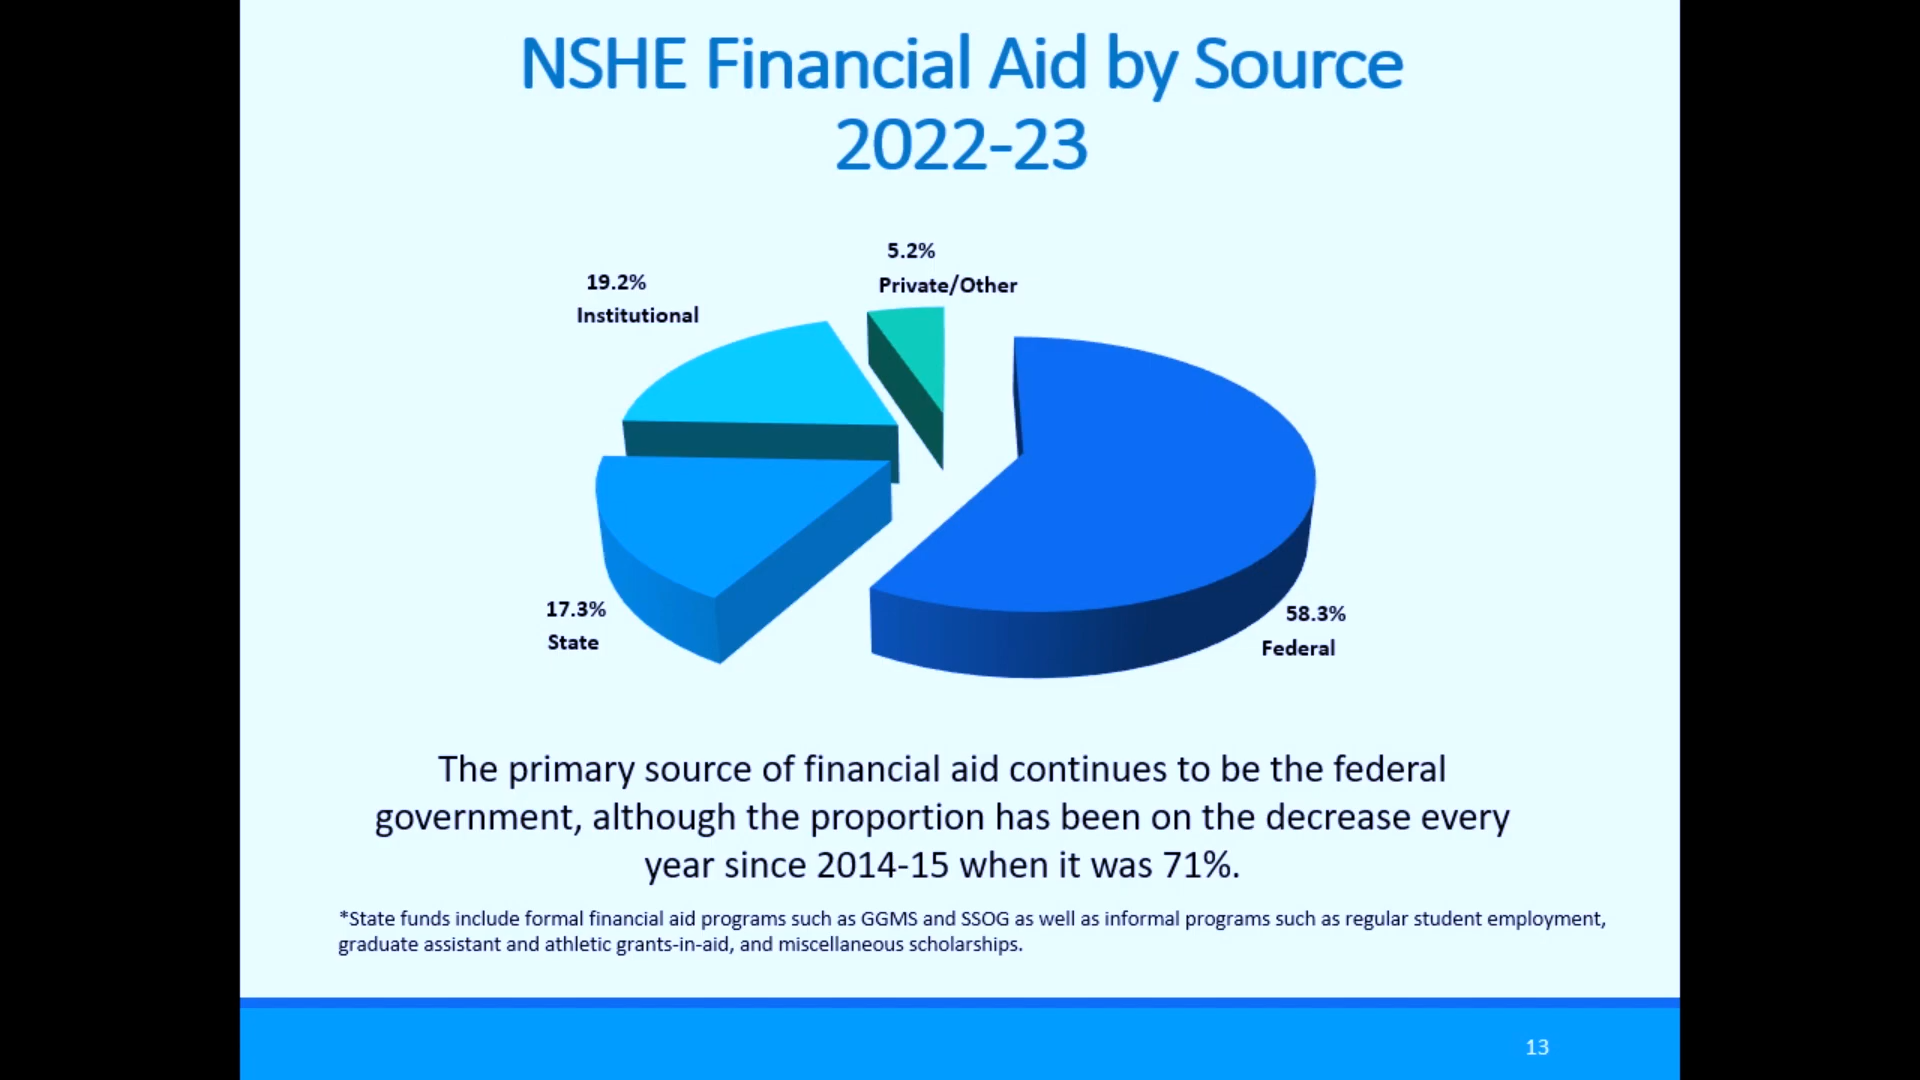 NSHE Financial Aid by Source
2022-23
5.2%
Private/Other
19.2%
Institutional
17.3%
State
58.3%
Federal
The primary source of financial aid continues to be the federal
government, although the proportion has been on the decrease every
year since 2014-15 when it was 71%.
*State funds include formal financial aid programs such as GGMS and SSOG as well as informal programs such as regular student employment,
graduate assistant and athletic grants-in-aid, and miscellaneous scholarships.
13